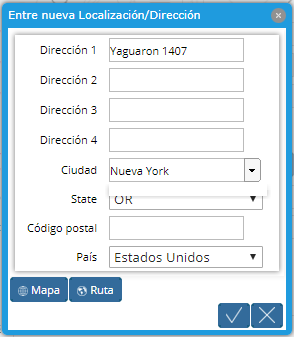 Entre nueva Localización/Dirección
Dirección 1 Yaguaron 1407
Dirección 2
Dirección 3
Dirección 4
Ciudad Nueva York
State OR
Código postal
País Estados Unidos
Mapa Ruta